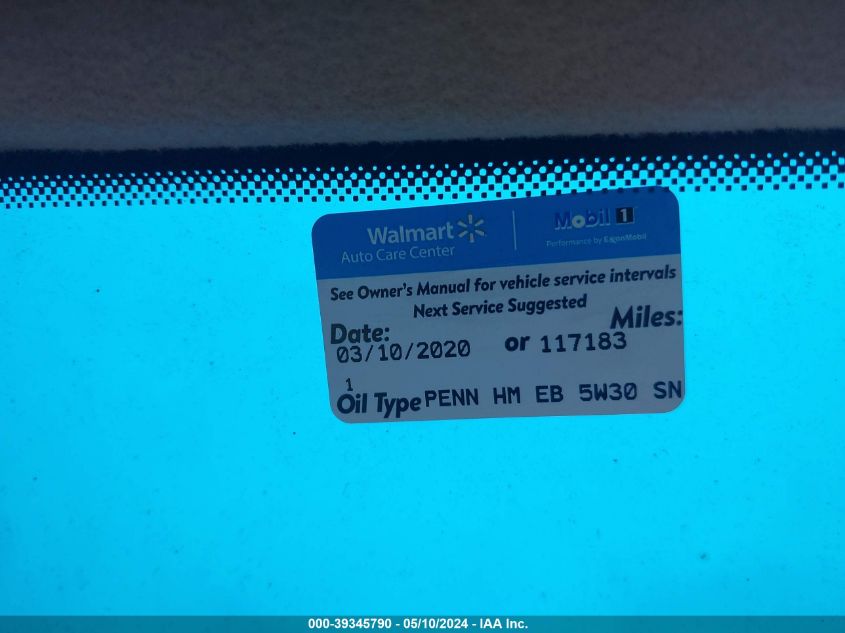 Walmart
Auto Care Center
Mobil 1
Performance by ExxonMobil
See Owner's Manual for vehicle service intervals
Next Service Suggested
Date: Miles:
03/10/2020 or 117183
1
Oil Type PENN HM EB 5W30 SN
000-39345790 - 05/10/2024 - IAA Inc.